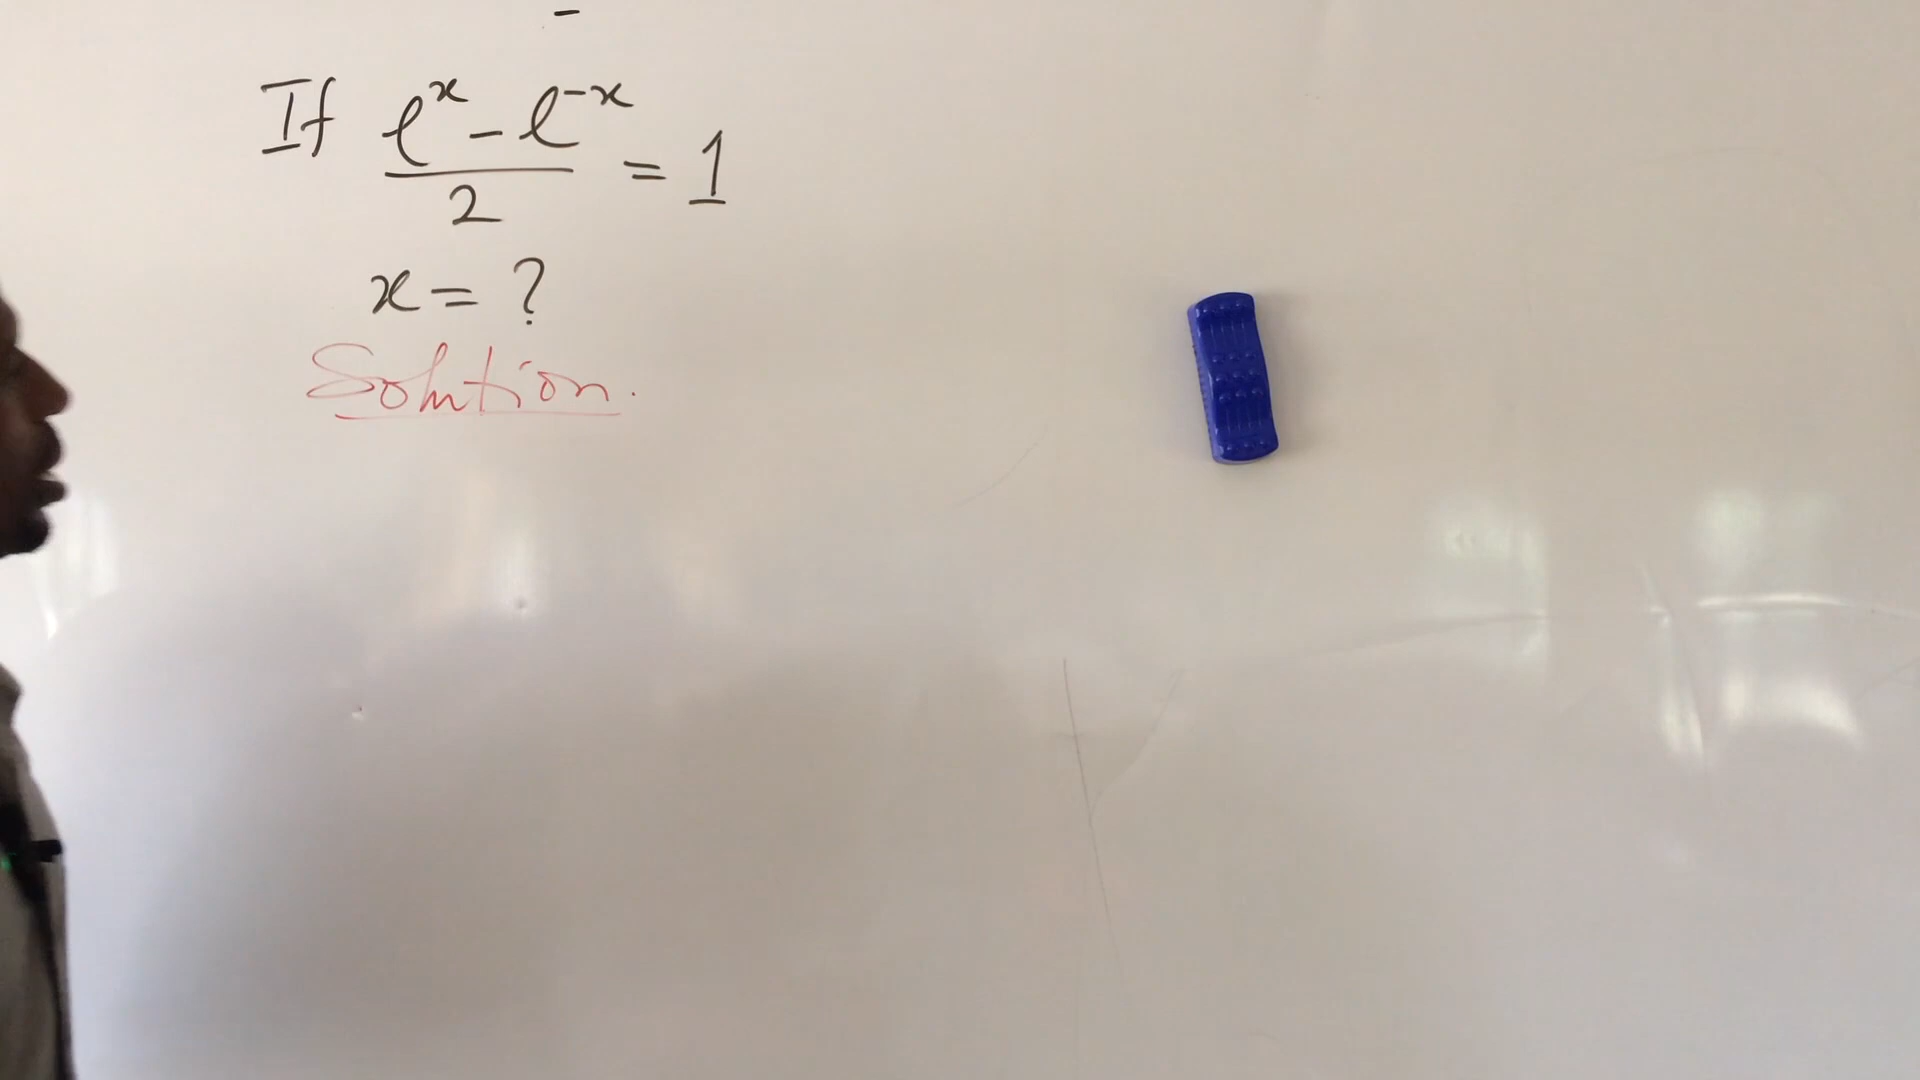 If (e^x - e^-x)/2 = 1
x = ?
Solution.